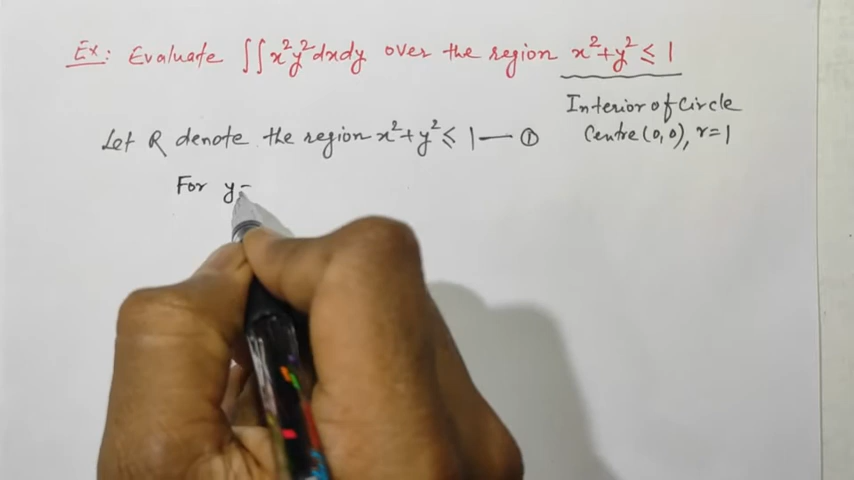 Ex: Evaluate ∬x²y²dxdy over the region x²+y² ≤ 1
Interior of Circle
Centre (0, 0), r=1
Let R denote the region x²+y² ≤ 1 — ①
For y=